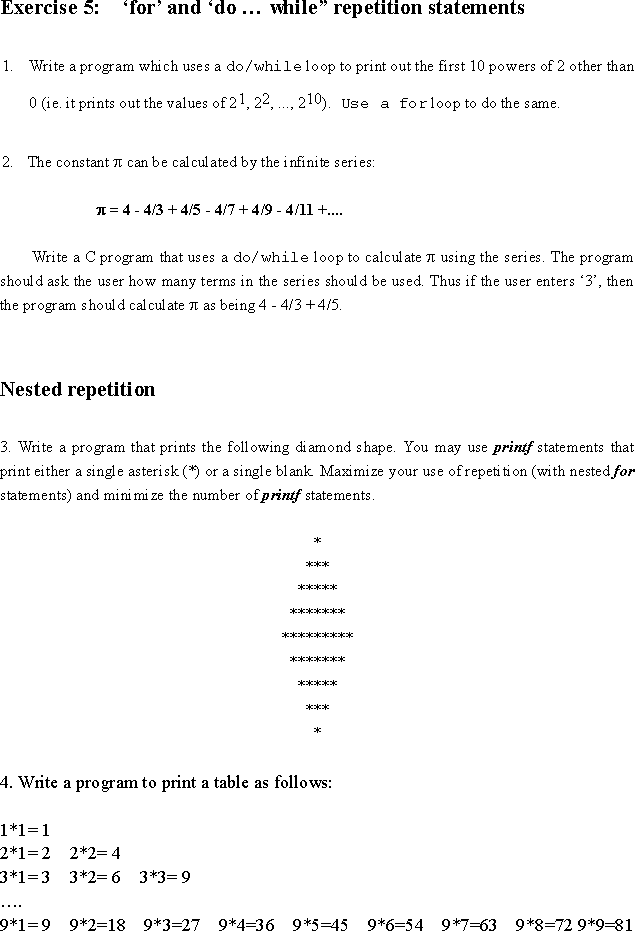 Exercise 5: ‘for’ and ‘do … while” repetition statements
1. Write a program which uses a do/while loop to print out the first 10 powers of 2 other than
0 (ie. it prints out the values of 2^1, 2^2, ..., 2^10). Use a for loop to do the same.
2. The constant π can be calculated by the infinite series:
π = 4 - 4/3 + 4/5 - 4/7 + 4/9 - 4/11 +....
Write a C program that uses a do/while loop to calculate π using the series. The program
should ask the user how many terms in the series should be used. Thus if the user enters ‘3’, then
the program should calculate π as being 4 - 4/3 + 4/5.
Nested repetition
3. Write a program that prints the following diamond shape. You may use printf statements that
print either a single asterisk (*) or a single blank. Maximize your use of repetition (with nested for
statements) and minimize the number of printf statements.
*
***
*****
*******
*********
*******
*****
***
*
4. Write a program to print a table as follows:
1*1= 1
2*1= 2 2*2= 4
3*1= 3 3*2= 6 3*3= 9
….
9*1= 9 9*2=18 9*3=27 9*4=36 9*5=45 9*6=54 9*7=63 9*8=72 9*9=81